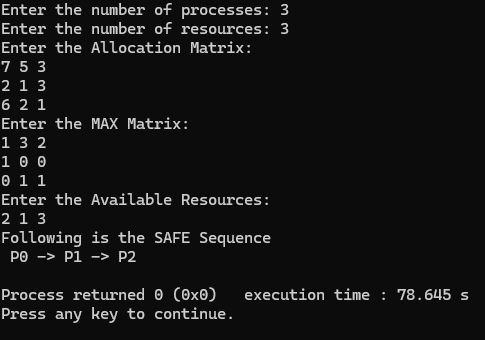 Enter the number of processes: 3
Enter the number of resources: 3
Enter the Allocation Matrix:
7 5 3
2 1 3
6 2 1
Enter the MAX Matrix:
1 3 2
1 0 0
0 1 1
Enter the Available Resources:
2 1 3
Following is the SAFE Sequence
 P0 -> P1 -> P2

Process returned 0 (0x0)   execution time : 78.645 s
Press any key to continue.